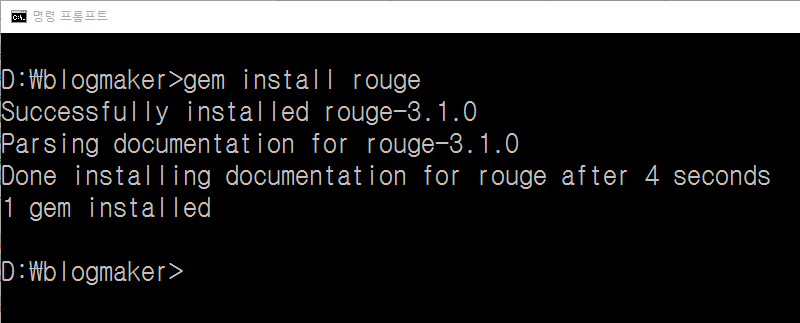 명령 프롬프트
D:₩blogmaker>gem install rouge
Successfully installed rouge-3.1.0
Parsing documentation for rouge-3.1.0
Done installing documentation for rouge after 4 seconds
1 gem installed
D:₩blogmaker>